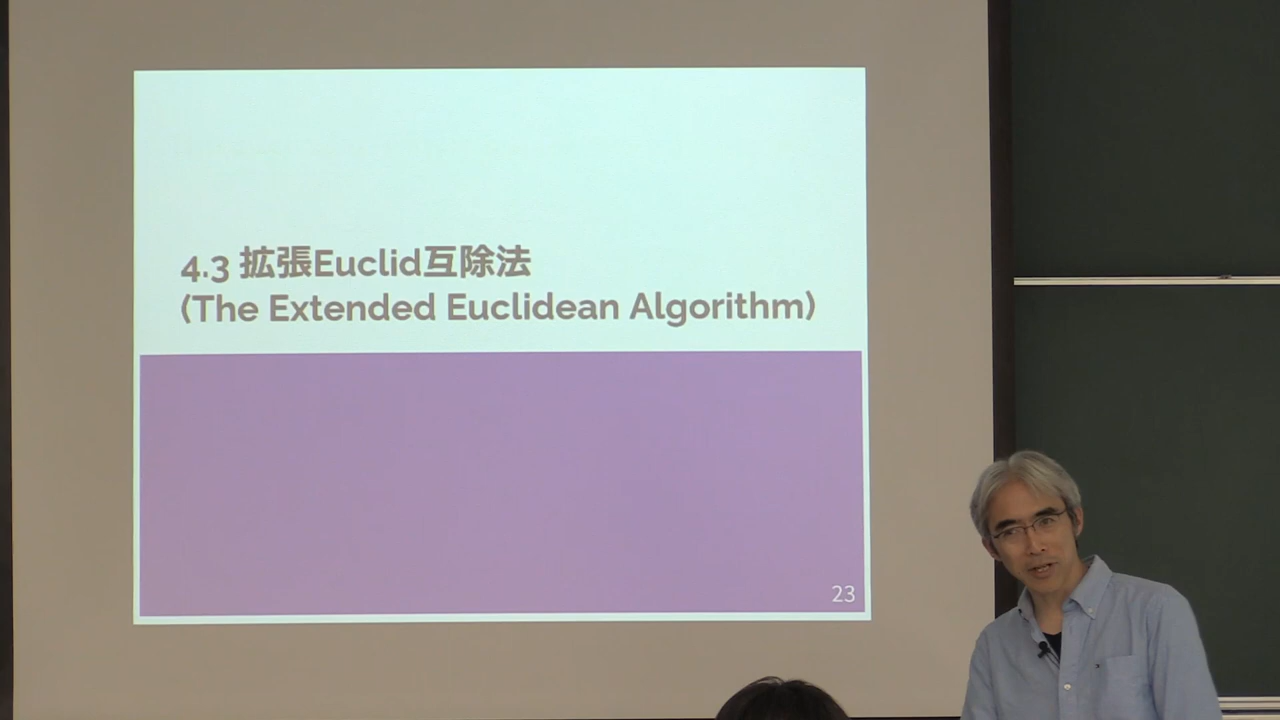 4.3 拡張Euclid互除法
(The Extended Euclidean Algorithm)
23